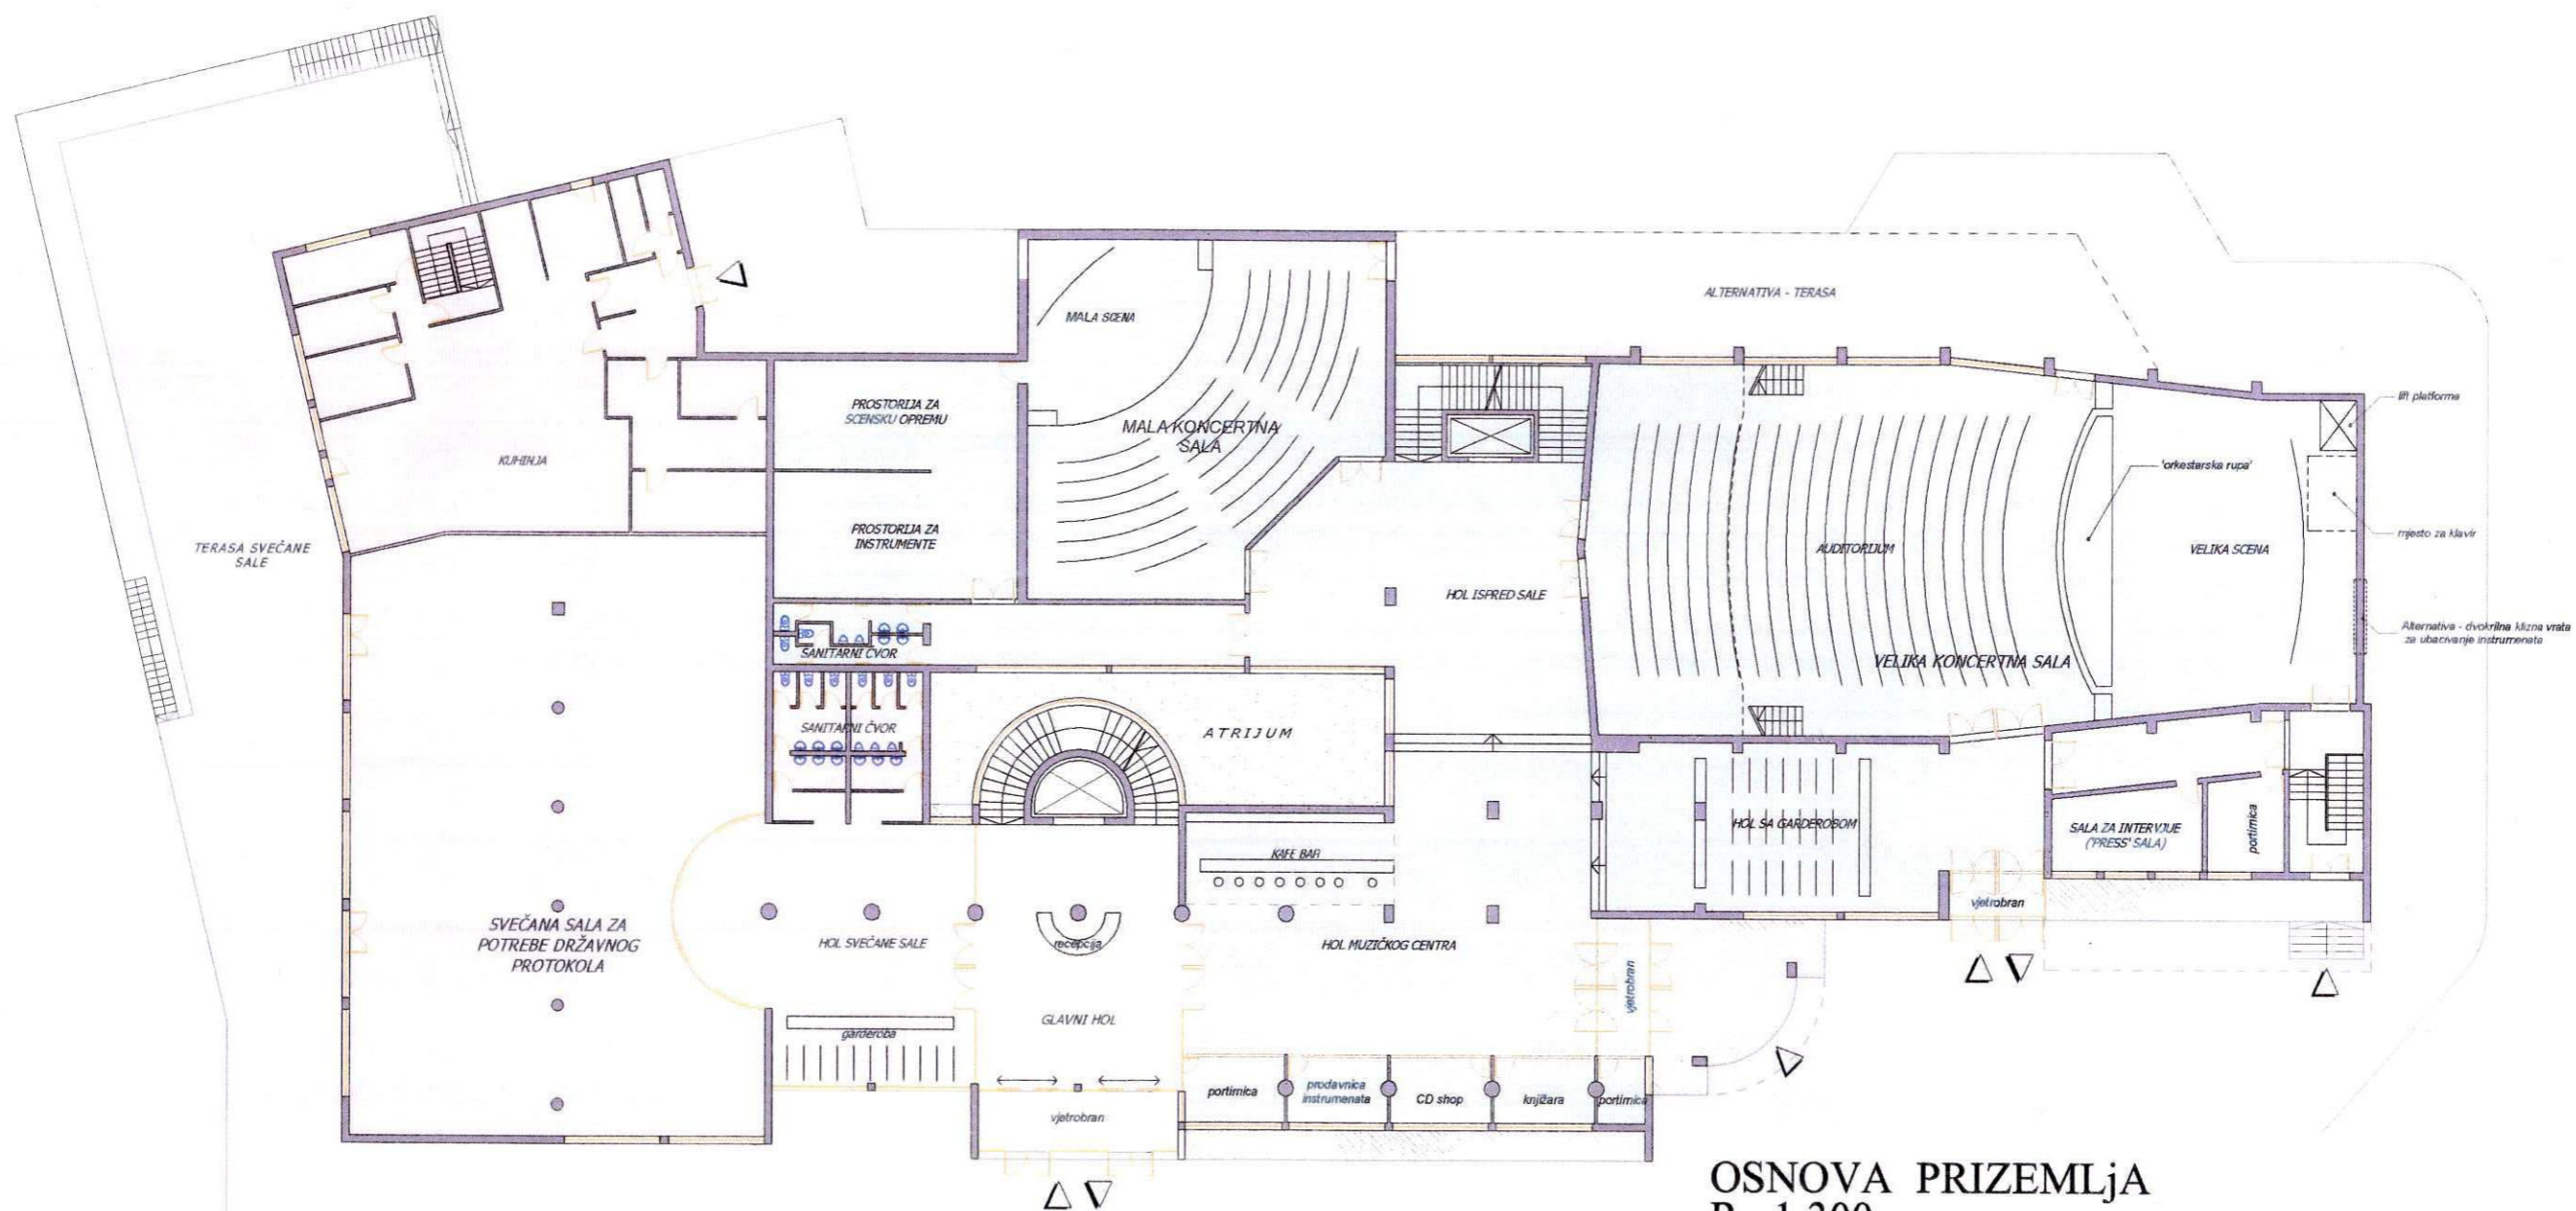 ALTERNATIVA - TERASA
MALA SCENA
lift platforma
PROSTORIJA ZA
SCENSKU OPREMU
MALA KONCERTNA
SALA
KUHINJA
'orkestarska rupa'
PROSTORIJA ZA
INSTRUMENTE
mjesto za klavir
TERASA SVEČANE
SALE
AUDITORIJUM
VELIKA SCENA
HOL ISPRED SALE
Alternativa - dvokrilna klizna vrata
za ubacivanje instrumenata
SANITARNI ČVOR
VELIKA KONCERTNA SALA
SANITARNI ČVOR
ATRIJUM
HOL SA GARDEROBOM
SALA ZA INTERVJUE
('PRESS' SALA)
portirnica
KAFE BAR
vjetrobran
SVEČANA SALA ZA
POTREBE DRŽAVNOG
PROTOKOLA
HOL SVEČANE SALE
recepcija
HOL MUZIČKOG CENTRA
vjetrobran
GLAVNI HOL
garderoba
portirnica
prodavnica
instrumenata
CD shop
knjižara
portirnica
vjetrobran
OSNOVA PRIZEMLjA